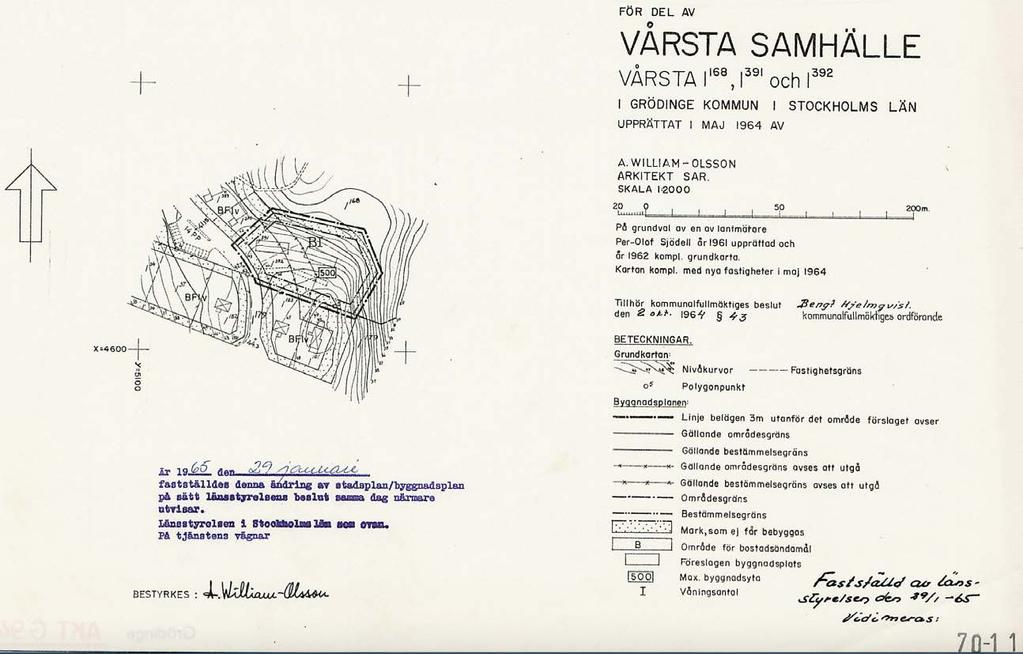 FÖR DEL AV
VÅRSTA SAMHÄLLE
VÅRSTA 1¹⁶⁸, 1³⁹¹ och 1³⁹²
I GRÖDINGE KOMMUN I STOCKHOLMS LÄN
UPPRÄTTAT I MAJ 1964 AV
A. WILLIAM-OLSSON
ARKITEKT SAR.
SKALA 1:2000
20 0 50 200m.
På grundval av en av lantmätare
Per-Olof Sjödell år 1961 upprättad och
år 1962 kompl. grundkarta.
Kartan kompl. med nya fastigheter i maj 1964
Tillhör kommunalfullmäktiges beslut Bengt Hjelmqvist.
den 2 okt. 1964 § 43 kommunalfullmäktiges ordförande
BETECKNINGAR.
Grundkartan:
Nivåkurvor Fastighetsgräns
Polygonpunkt
Byggnadsplanen:
Linje belägen 3m utanför det område förslaget avser
Gällande områdesgräns
Gällande bestämmelsegräns
Gällande områdesgräns avses att utgå
Gällande bestämmelsegräns avses att utgå
Områdesgräns
Bestämmelsegräns
Mark, som ej får bebyggas
B Område för bostadsändamål
Föreslagen byggnadsplats
500 Max. byggnadsyta
I Våningsantal
Fastställd av läns-
styrelsen den 29/1 -65
Vidimeras:
70-11
BFIv
168
BI
500
14 PP
BFIv
BFIv
X=4600
Y=5100
År 1965 den 29 januari
fastställdes denna ändring av stadsplan/byggnadsplan
på sätt länsstyrelsens beslut samma dag närmare
utvisar.
Länsstyrelsen i Stockholms län som ovan.
På tjänstens vägnar
BESTYRKES: A. William-Olsson
Grödinge